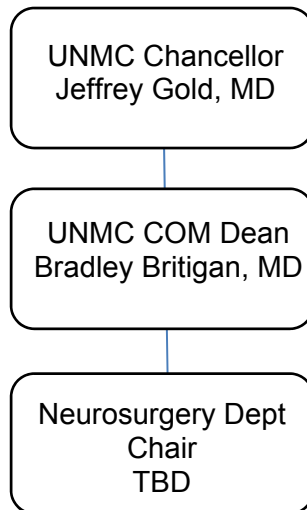 UNMC Chancellor
Jeffrey Gold, MD
UNMC COM Dean
Bradley Britigan, MD
Neurosurgery Dept
Chair
TBD